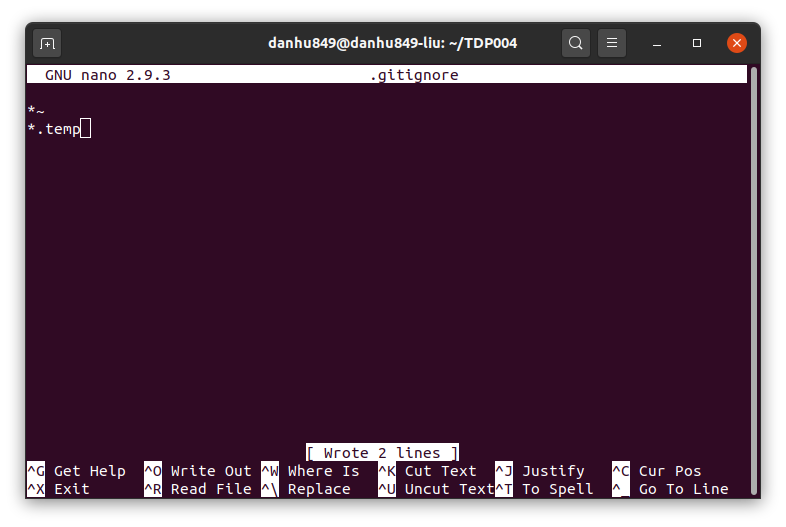 danhu849@danhu849-liu: ~/TDP004
GNU nano 2.9.3 .gitignore
*~
*.temp
[ Wrote 2 lines ]
^G Get Help ^O Write Out ^W Where Is ^K Cut Text ^J Justify ^C Cur Pos
^X Exit ^R Read File ^\ Replace ^U Uncut Text ^T To Spell ^_ Go To Line